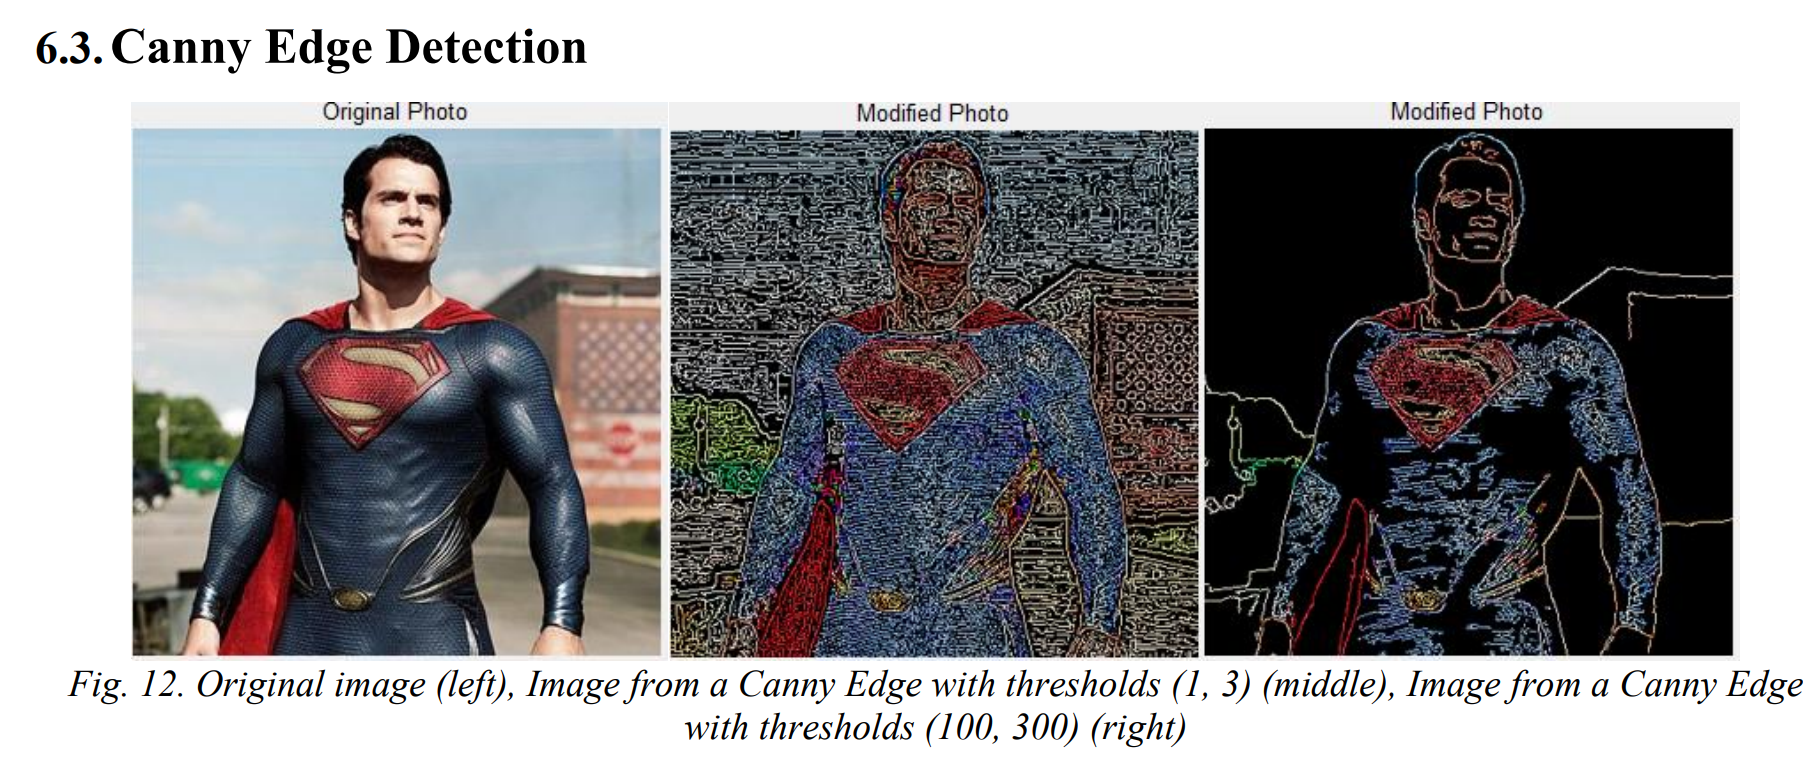 6.3. Canny Edge Detection
Original Photo
Modified Photo
Modified Photo
Fig. 12. Original image (left), Image from a Canny Edge with thresholds (1, 3) (middle), Image from a Canny Edge
with thresholds (100, 300) (right)